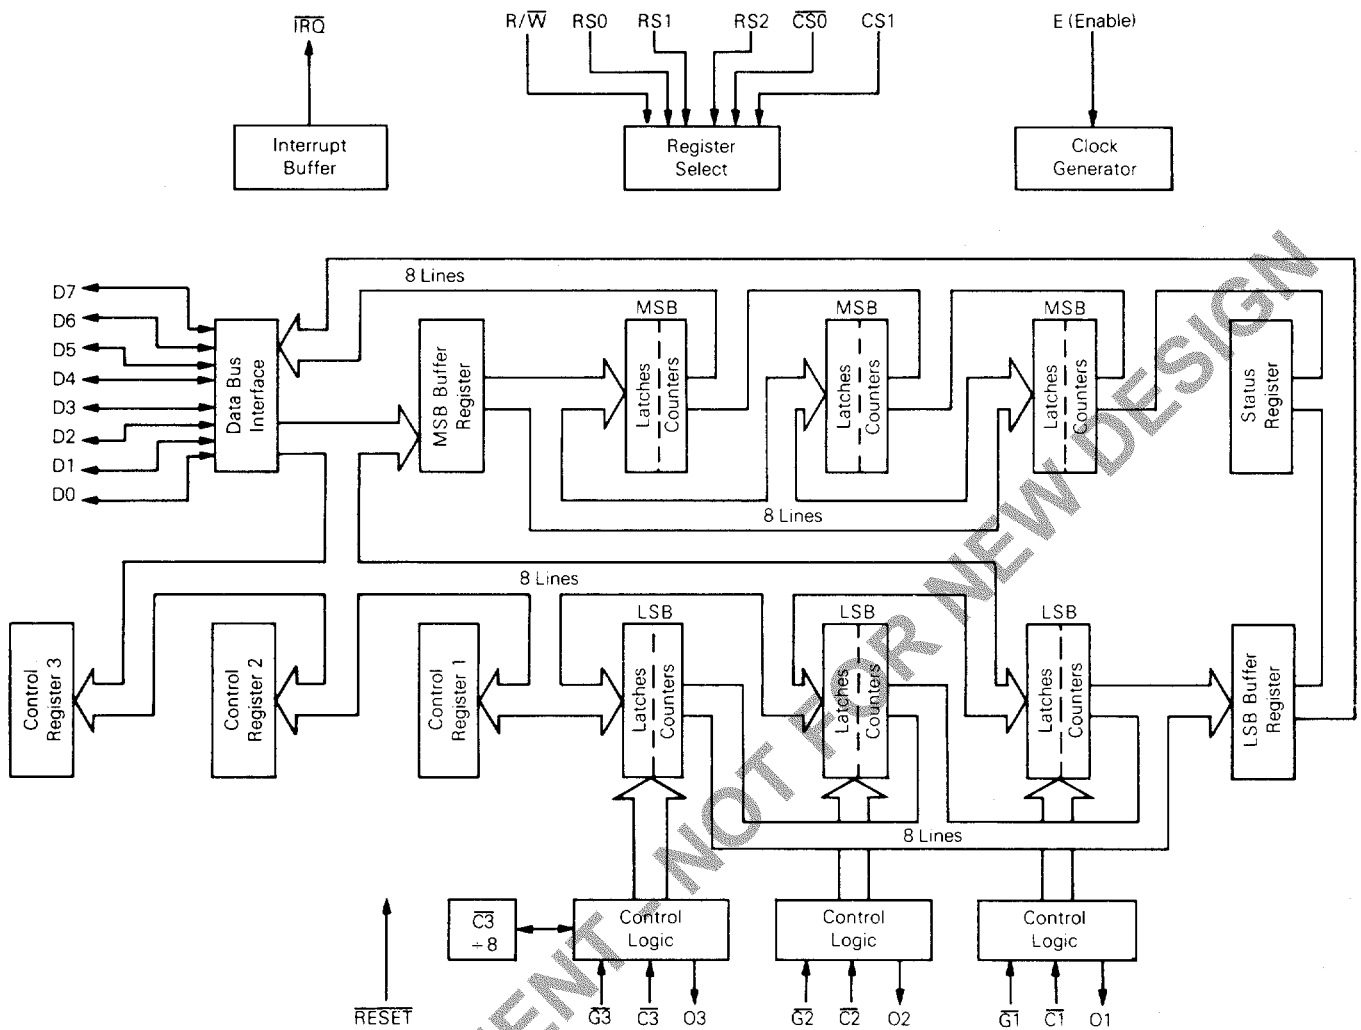 IRQ
R/W RS0 RS1 RS2 CS0 CS1
E (Enable)
Interrupt
Buffer
Register
Select
Clock
Generator
8 Lines
D7
D6
D5
D4
D3
D2
D1
D0
Data Bus
Interface
MSB Buffer
Register
MSB
Latches
Counters
MSB
Latches
Counters
MSB
Latches
Counters
Status
Register
8 Lines
8 Lines
Control
Register 3
Control
Register 2
Control
Register 1
LSB
Latches
Counters
LSB
Latches
Counters
LSB
Latches
Counters
LSB Buffer
Register
8 Lines
C3
÷ 8
Control
Logic
Control
Logic
Control
Logic
RESET
G3 C3 O3
G2 C2 O2
G1 C1 O1
MENT - NOT FOR NEW DESIGN